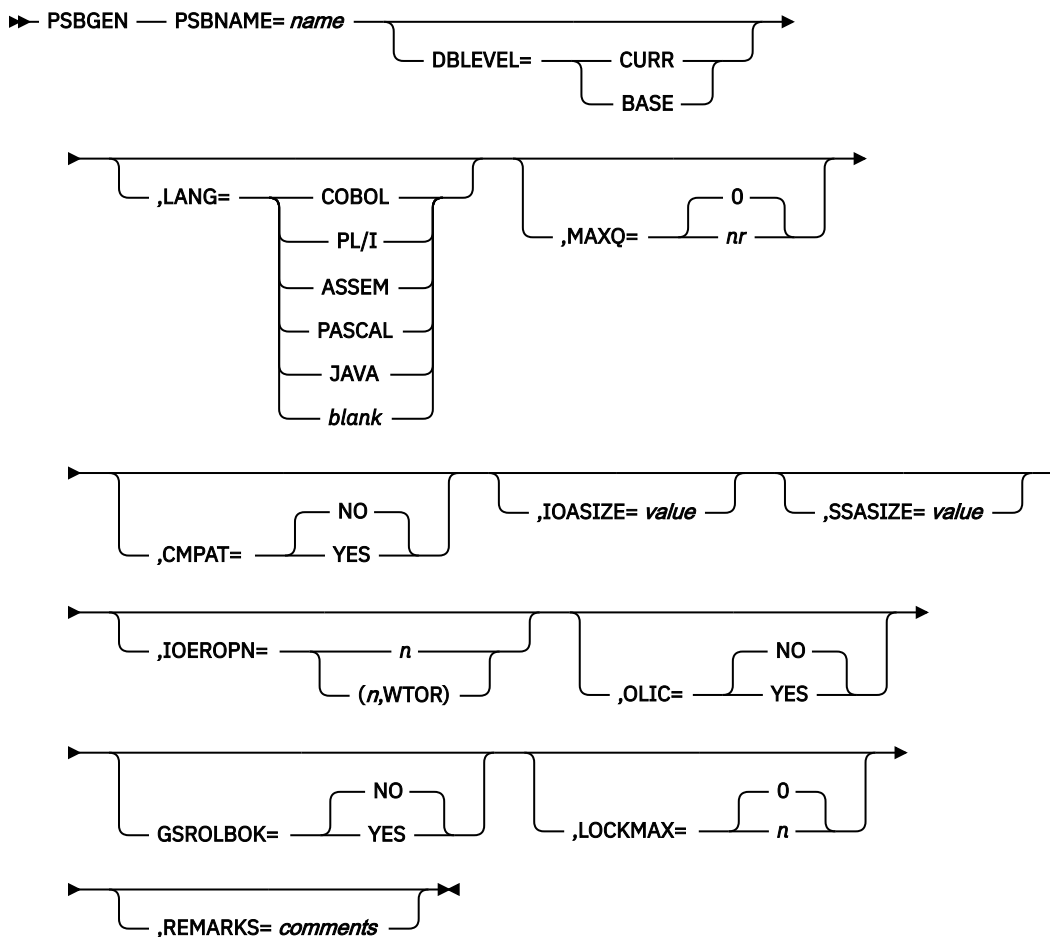 PSBGEN PSBNAME= name
DBLEVEL= CURR
BASE
,LANG= COBOL
PL/I
ASSEM
PASCAL
JAVA
blank
0
,MAXQ= nr
NO
,CMPAT= YES
,IOASIZE= value ,SSASIZE= value
,IOEROPN= n
(n,WTOR)
NO
,OLIC= YES
NO
GSROLBOK= YES
0
,LOCKMAX= n
,REMARKS= comments